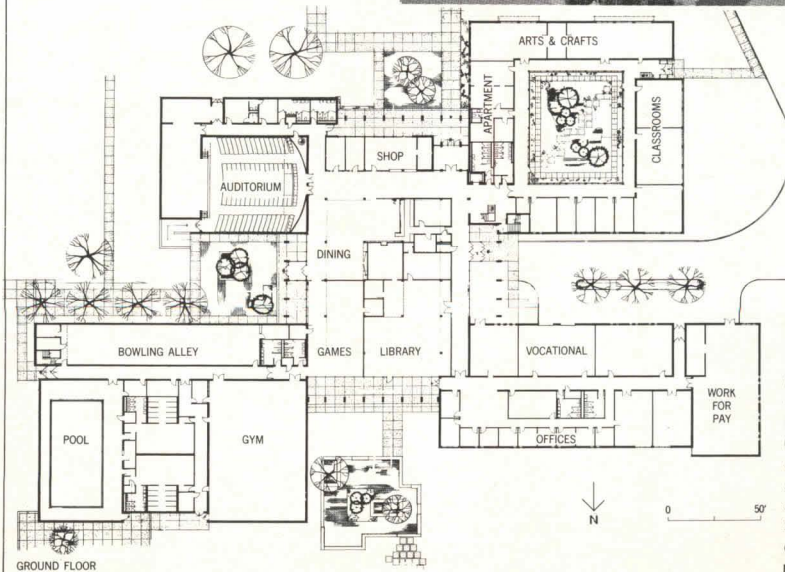 ARTS & CRAFTS
APARTMENT
CLASSROOMS
SHOP
AUDITORIUM
DINING
BOWLING ALLEY
GAMES
LIBRARY
VOCATIONAL
WORK
FOR
PAY
POOL
GYM
OFFICES
N
0 50'
GROUND FLOOR